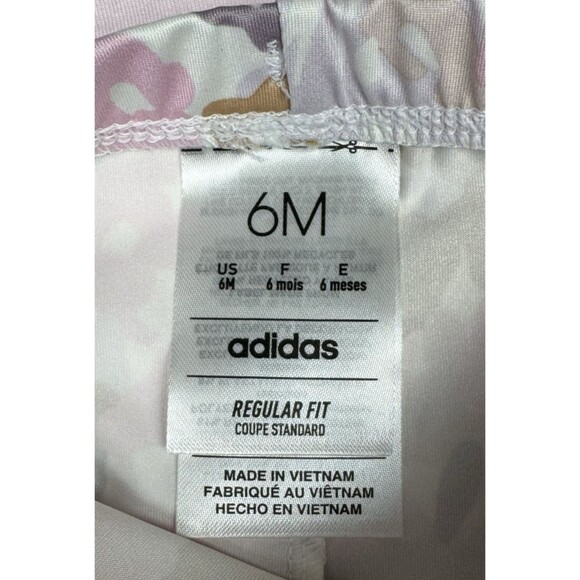 6M
US F E
6M 6 mois 6 meses
adidas
REGULAR FIT
COUPE STANDARD
MADE IN VIETNAM
FABRIQUÉ AU VIÊTNAM
HECHO EN VIETNAM